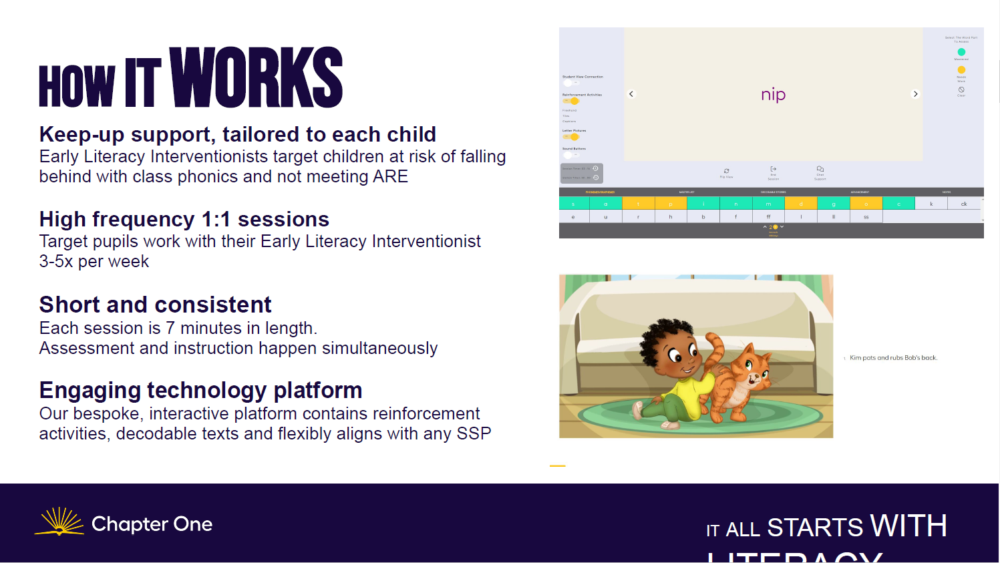 HOW IT WORKS
Keep-up support, tailored to each child
Early Literacy Interventionists target children at risk of falling
behind with class phonics and not meeting ARE
High frequency 1:1 sessions
Target pupils work with their Early Literacy Interventionist
3-5x per week
Short and consistent
Each session is 7 minutes in length.
Assessment and instruction happen simultaneously
Engaging technology platform
Our bespoke, interactive platform contains reinforcement
activities, decodable texts and flexibly aligns with any SSP
Select The Word Part
To Assess
Mastered
Needs
Work
Clear
Student View Connection
Reinforcement Activities
Freehand
Tiles
Captions
Letter Pictures
Sound Buttons
nip
Flip View
End
Session
Chat
Support
PHONEMES/GRAPHEMES MASTER LIST DECODABLE STORIES ADVANCEMENT NOTES
s a t p i n m d g o c k ck
e u r h b f ff l ll ss
2
1 Kim pats and rubs Bob's back.
Chapter One
IT ALL STARTS WITH
LITERACY